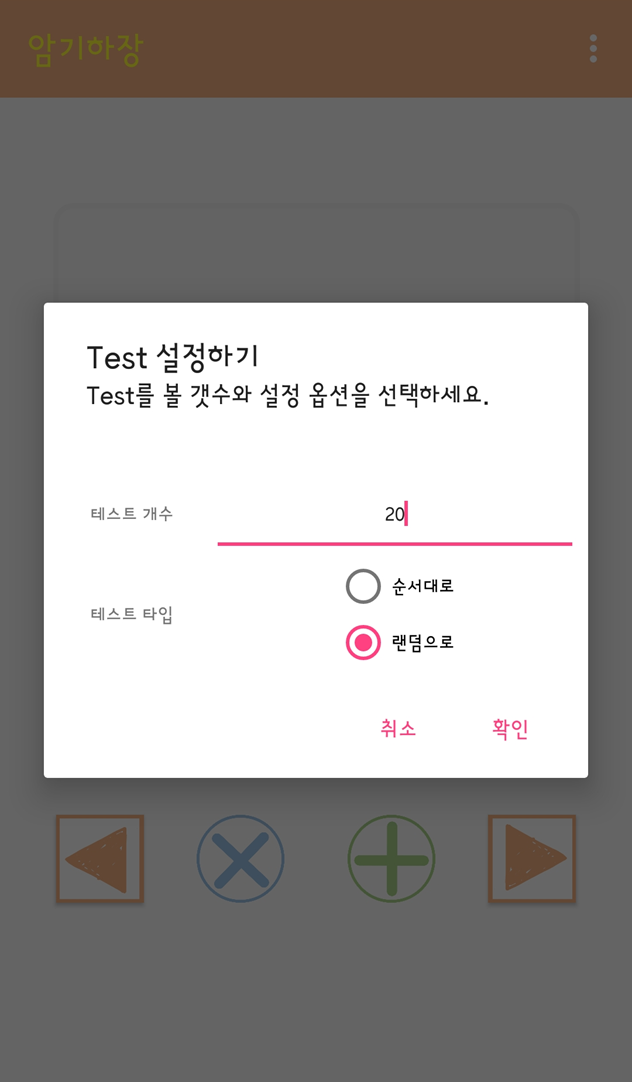 암기하장
Test 설정하기
Test를 볼 갯수와 설정 옵션을 선택하세요.
테스트 개수
20
테스트 타입
순서대로
랜덤으로
취소
확인